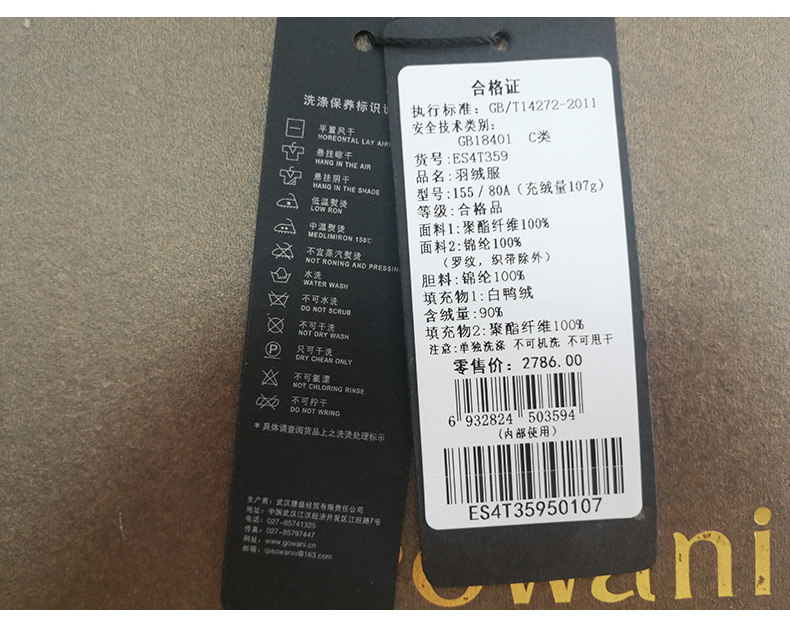 洗涤保养标识
平置风干
HOREONTAL LAY AIR
悬挂晾干
HANG IN THE AIR
悬挂阴干
HANG IN THE SHADE
低温熨烫
LOW RON
中温熨烫
MEDLIMIRON 150℃
不宜蒸汽熨烫
NOT RONING AND PRESSIN
水洗
WATER WASH
不可水洗
DO NOT SCRUB
不可干洗
NOT DRY WASH
只可干洗
DRY CHEAN ONLY
不可氯漂
NOT CHLORING RINSE
不可拧干
DO NOT WRING
*具体请查阅货品上之洗烫处理标示
生产商：武汉捷盛经贸有限责任公司
地址：中国武汉江汉经济开发区江旺路7号
电话：027-85741325
传真：027-85797447
网址：www.gowani.cn
邮箱：qiaowanni@163.com
合格证
执行标准：GB/T14272-2011
安全技术类别：
GB18401 C类
货号:ES4T359
品名:羽绒服
型号:155/80A（充绒量107g）
等级:合格品
面料1:聚酯纤维100%
面料2:锦纶100%
（罗纹，织带除外）
胆料:锦纶100%
填充物1:白鸭绒
含绒量:90%
填充物2:聚酯纤维100%
注意:单独洗涤 不可机洗 不可甩干
零售价：2786.00
6 932824 503594
(内部使用)
ES4T35950107
owani